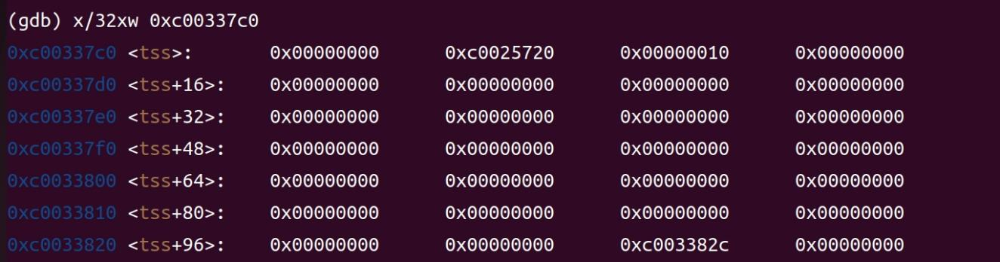 (gdb) x/32xw 0xc00337c0
0xc00337c0 <tss>: 0x00000000 0xc0025720 0x00000010 0x00000000
0xc00337d0 <tss+16>: 0x00000000 0x00000000 0x00000000 0x00000000
0xc00337e0 <tss+32>: 0x00000000 0x00000000 0x00000000 0x00000000
0xc00337f0 <tss+48>: 0x00000000 0x00000000 0x00000000 0x00000000
0xc0033800 <tss+64>: 0x00000000 0x00000000 0x00000000 0x00000000
0xc0033810 <tss+80>: 0x00000000 0x00000000 0x00000000 0x00000000
0xc0033820 <tss+96>: 0x00000000 0x00000000 0xc003382c 0x00000000